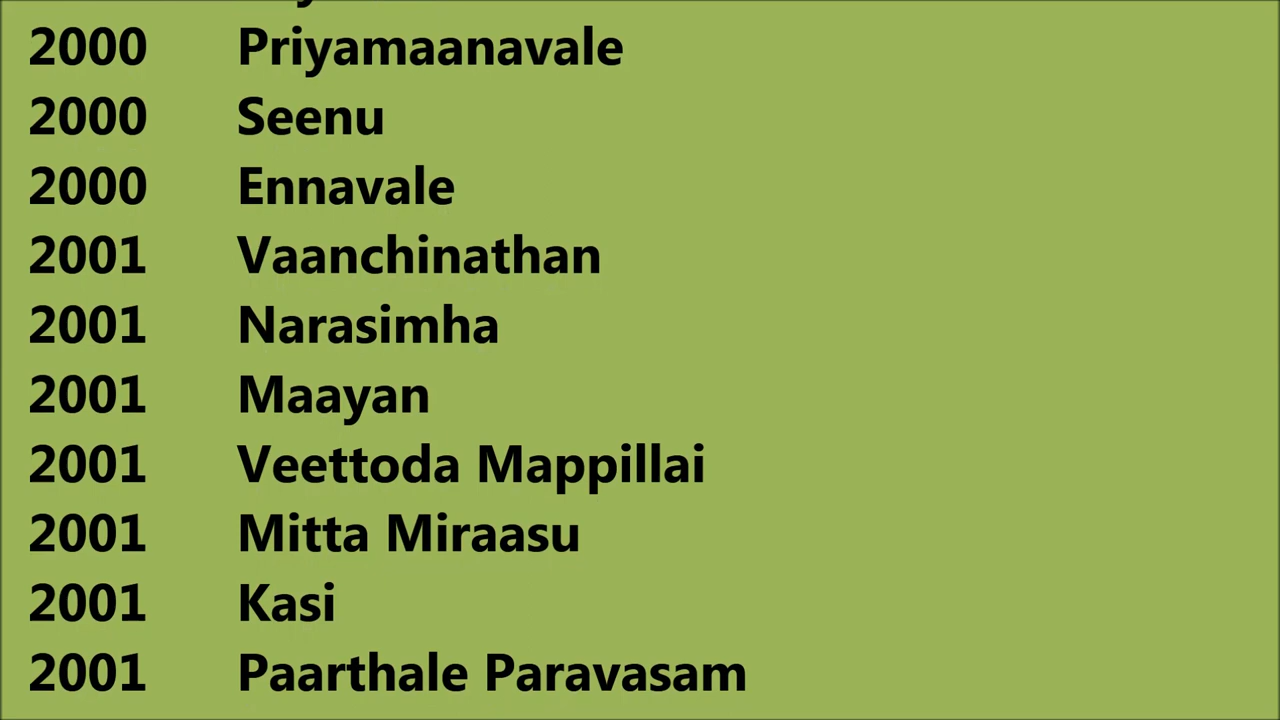 2000 Priyamaanavale
2000 Seenu
2000 Ennavale
2001 Vaanchinathan
2001 Narasimha
2001 Maayan
2001 Veettoda Mappillai
2001 Mitta Miraasu
2001 Kasi
2001 Paarthale Paravasam